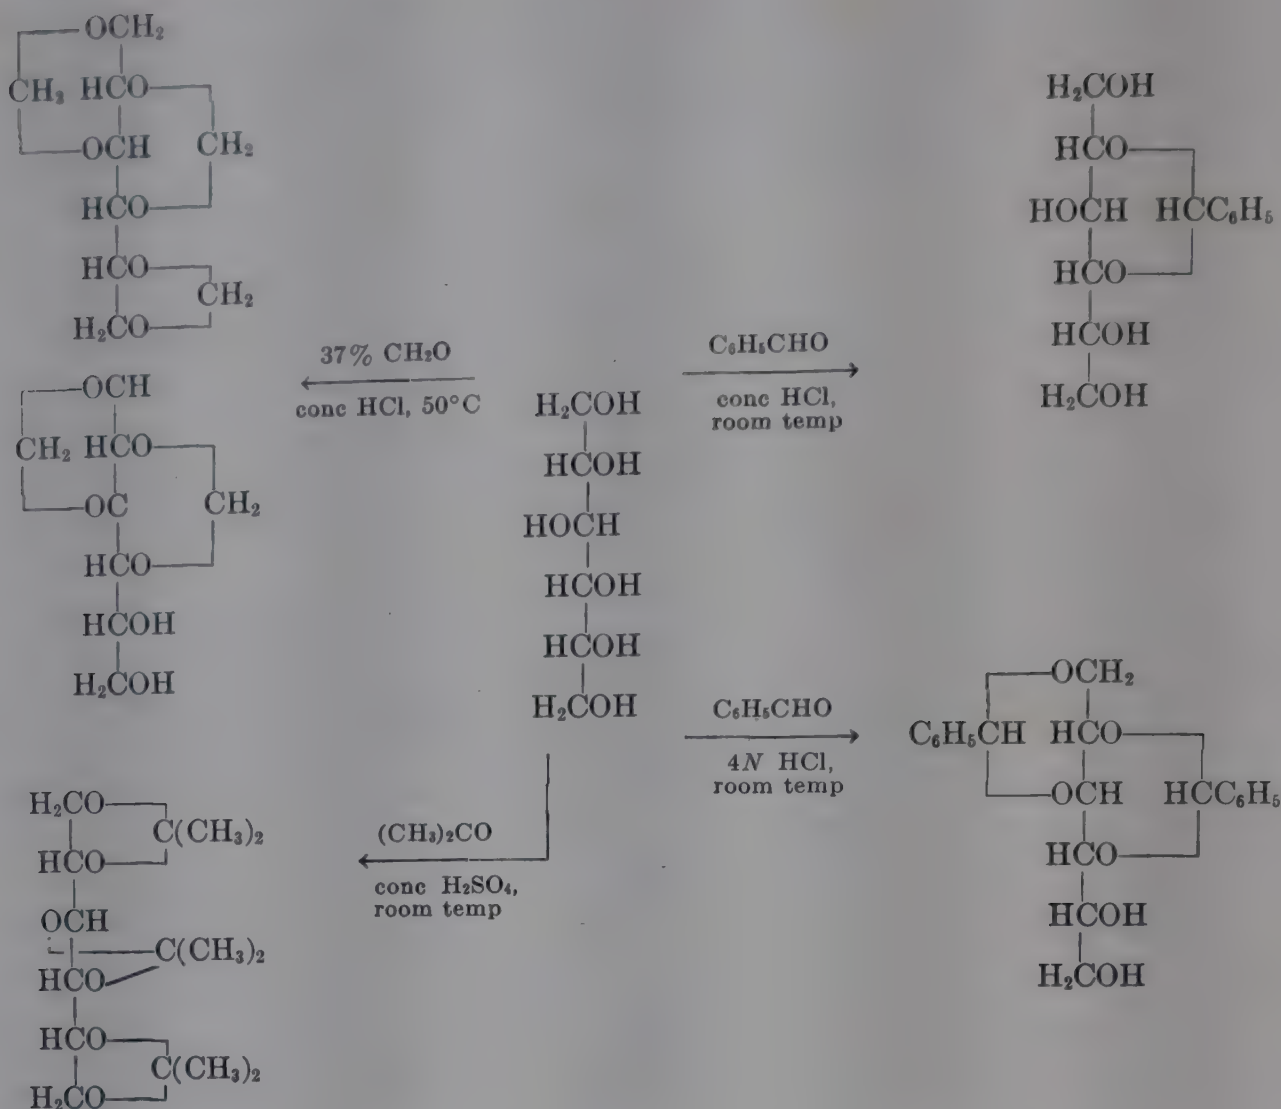 OCH₂
CH₂ HCO
OCH CH₂
HCO
HCO
CH₂
H₂CO
37% CH₂O
conc HCl, 50°C
OCH
CH₂ HCO
OC CH₂
HCO
HCOH
H₂COH
H₂CO
C(CH₃)₂
HCO
OCH
C(CH₃)₂
HCO
HCO
C(CH₃)₂
H₂CO
(CH₃)₂CO
conc H₂SO₄,
room temp
H₂COH
HCOH
HOCH
HCOH
HCOH
H₂COH
C₆H₅CHO
conc HCl,
room temp
H₂COH
HCO
HOCH HCC₆H₅
HCO
HCOH
H₂COH
C₆H₅CHO
4N HCl,
room temp
OCH₂
C₆H₅CH HCO
OCH HCC₆H₅
HCO
HCOH
H₂COH